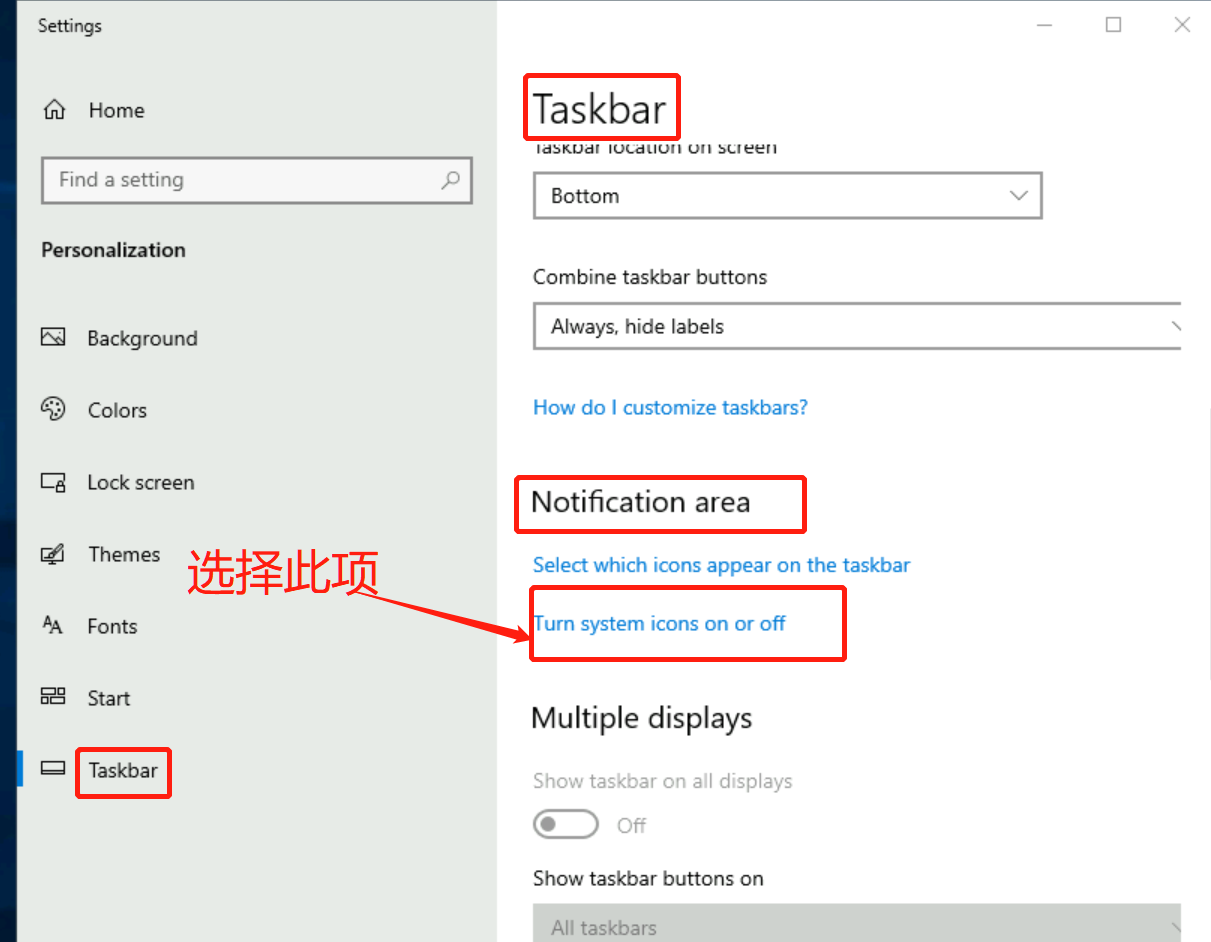 Settings
Home
Find a setting
Personalization
Background
Colors
Lock screen
Themes
选择此项
Fonts
Start
Taskbar
Taskbar
Taskbar location on screen
Bottom
Combine taskbar buttons
Always, hide labels
How do I customize taskbars?
Notification area
Select which icons appear on the taskbar
Turn system icons on or off
Multiple displays
Show taskbar on all displays
Off
Show taskbar buttons on
All taskbars